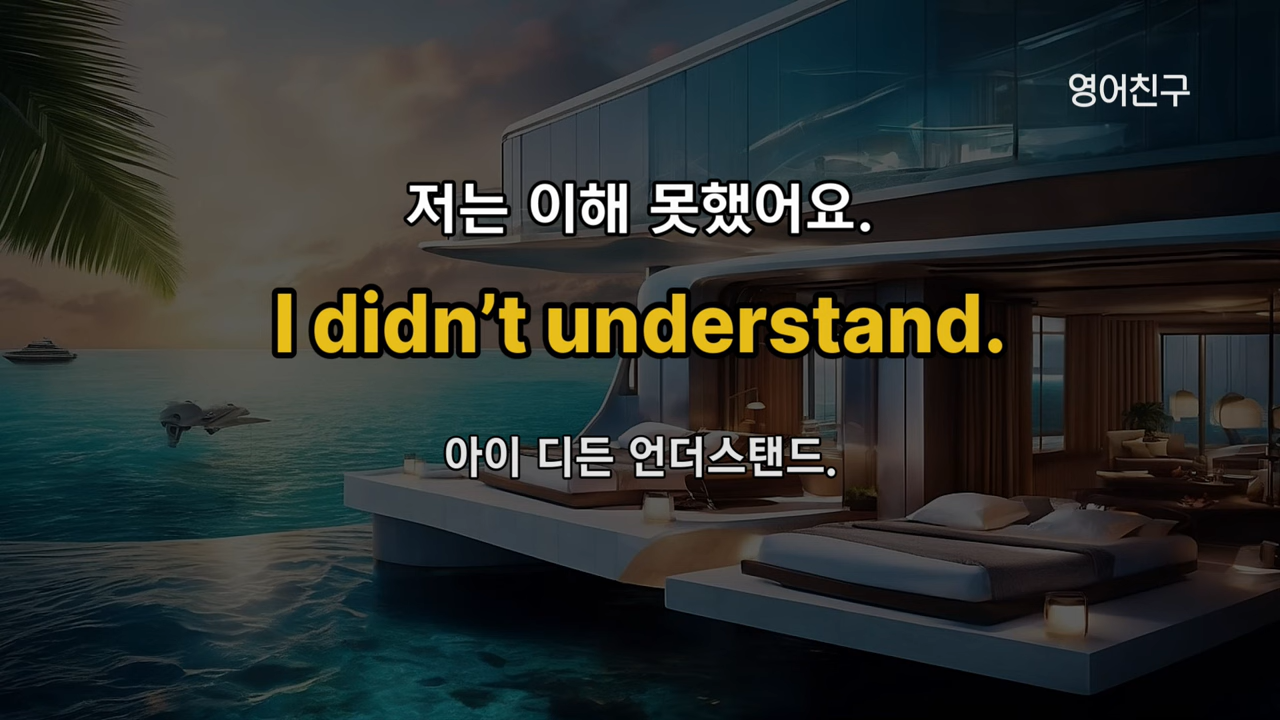 영어친구
저는 이해 못했어요.
I didn’t understand.
아이 디든 언더스탠드.